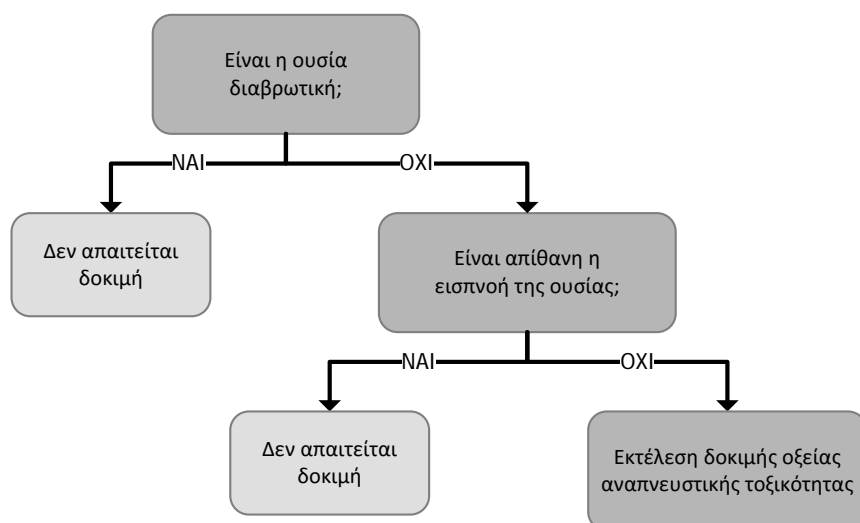 Είναι η ουσία
διαβρωτική;
ΝΑΙ
ΟΧΙ
Δεν απαιτείται
δοκιμή
Είναι απίθανη η
εισπνοή της ουσίας;
ΝΑΙ
ΟΧΙ
Δεν απαιτείται
δοκιμή
Εκτέλεση δοκιμής οξείας
αναπνευστικής τοξικότητας